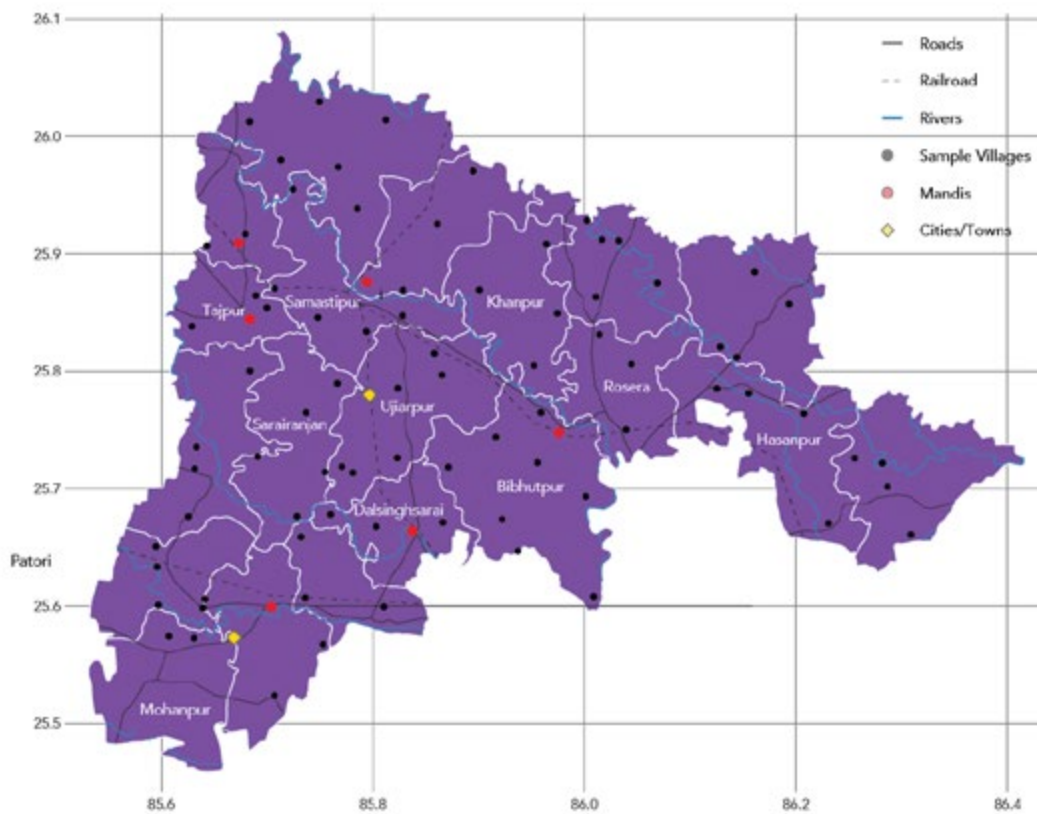 26.1
Roads
Railroad
Rivers
26.0
Sample Villages
Mandis
Cities/Towns
25.9
Tajpur
Samastipur
Khanpur
25.8
Rosera
Ujiarpur
Sarairanjan
Hasanpur
25.7
Bibhutpur
Dalsinghsarai
Patori
25.6
Mohanpur
25.5
85.6
85.8
86.0
86.2
86.4